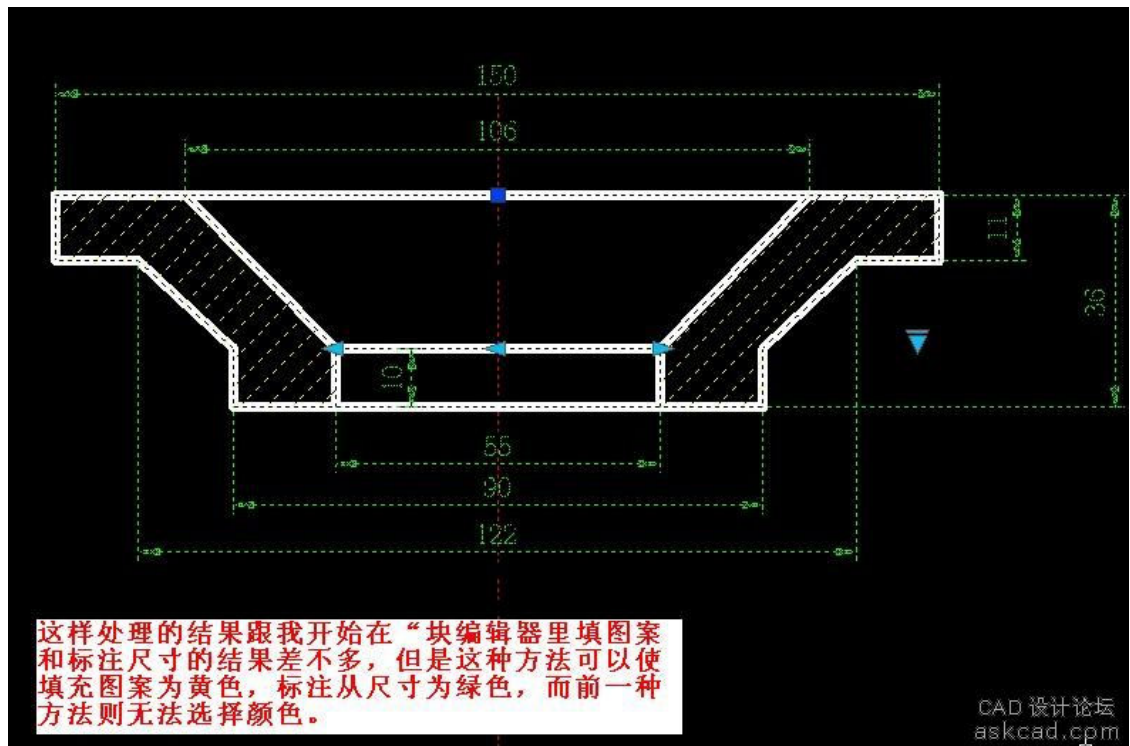 150
106
11
36
10
55
90
122
这样处理的结果跟我开始在“块编辑器里填图案
和标注尺寸的结果差不多，但是这种方法可以使
填充图案为黄色，标注从尺寸为绿色，而前一种
方法则无法选择颜色。
CAD 设计论坛
askcad.com